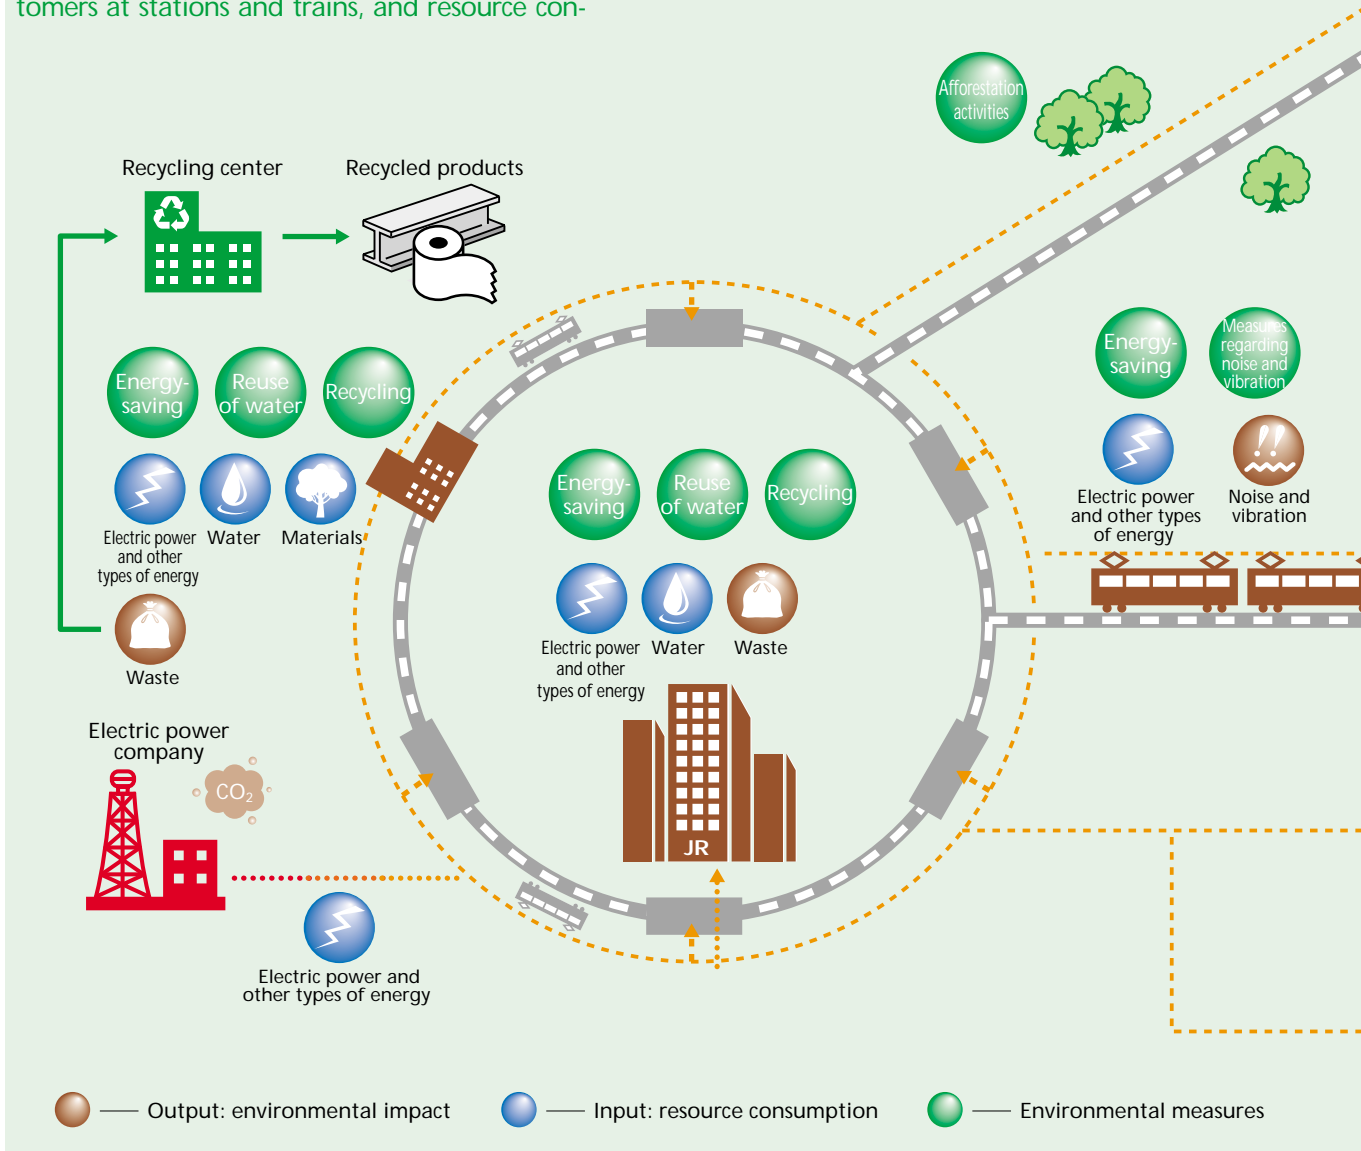 tomers at stations and trains, and resource con-
Afforestation
activities
Recycling center
Recycled products
Energy-
saving
Reuse
of water
Recycling
Electric power
and other
types of energy
Water
Materials
Waste
Energy-
saving
Reuse
of water
Recycling
Electric power
and other
types of energy
Water
Waste
JR
Energy-
saving
Measures
regarding
noise and
vibration
Electric power
and other types
of energy
Noise and
vibration
Electric power
company
CO₂
Electric power and
other types of energy
Output: environmental impact
Input: resource consumption
Environmental measures